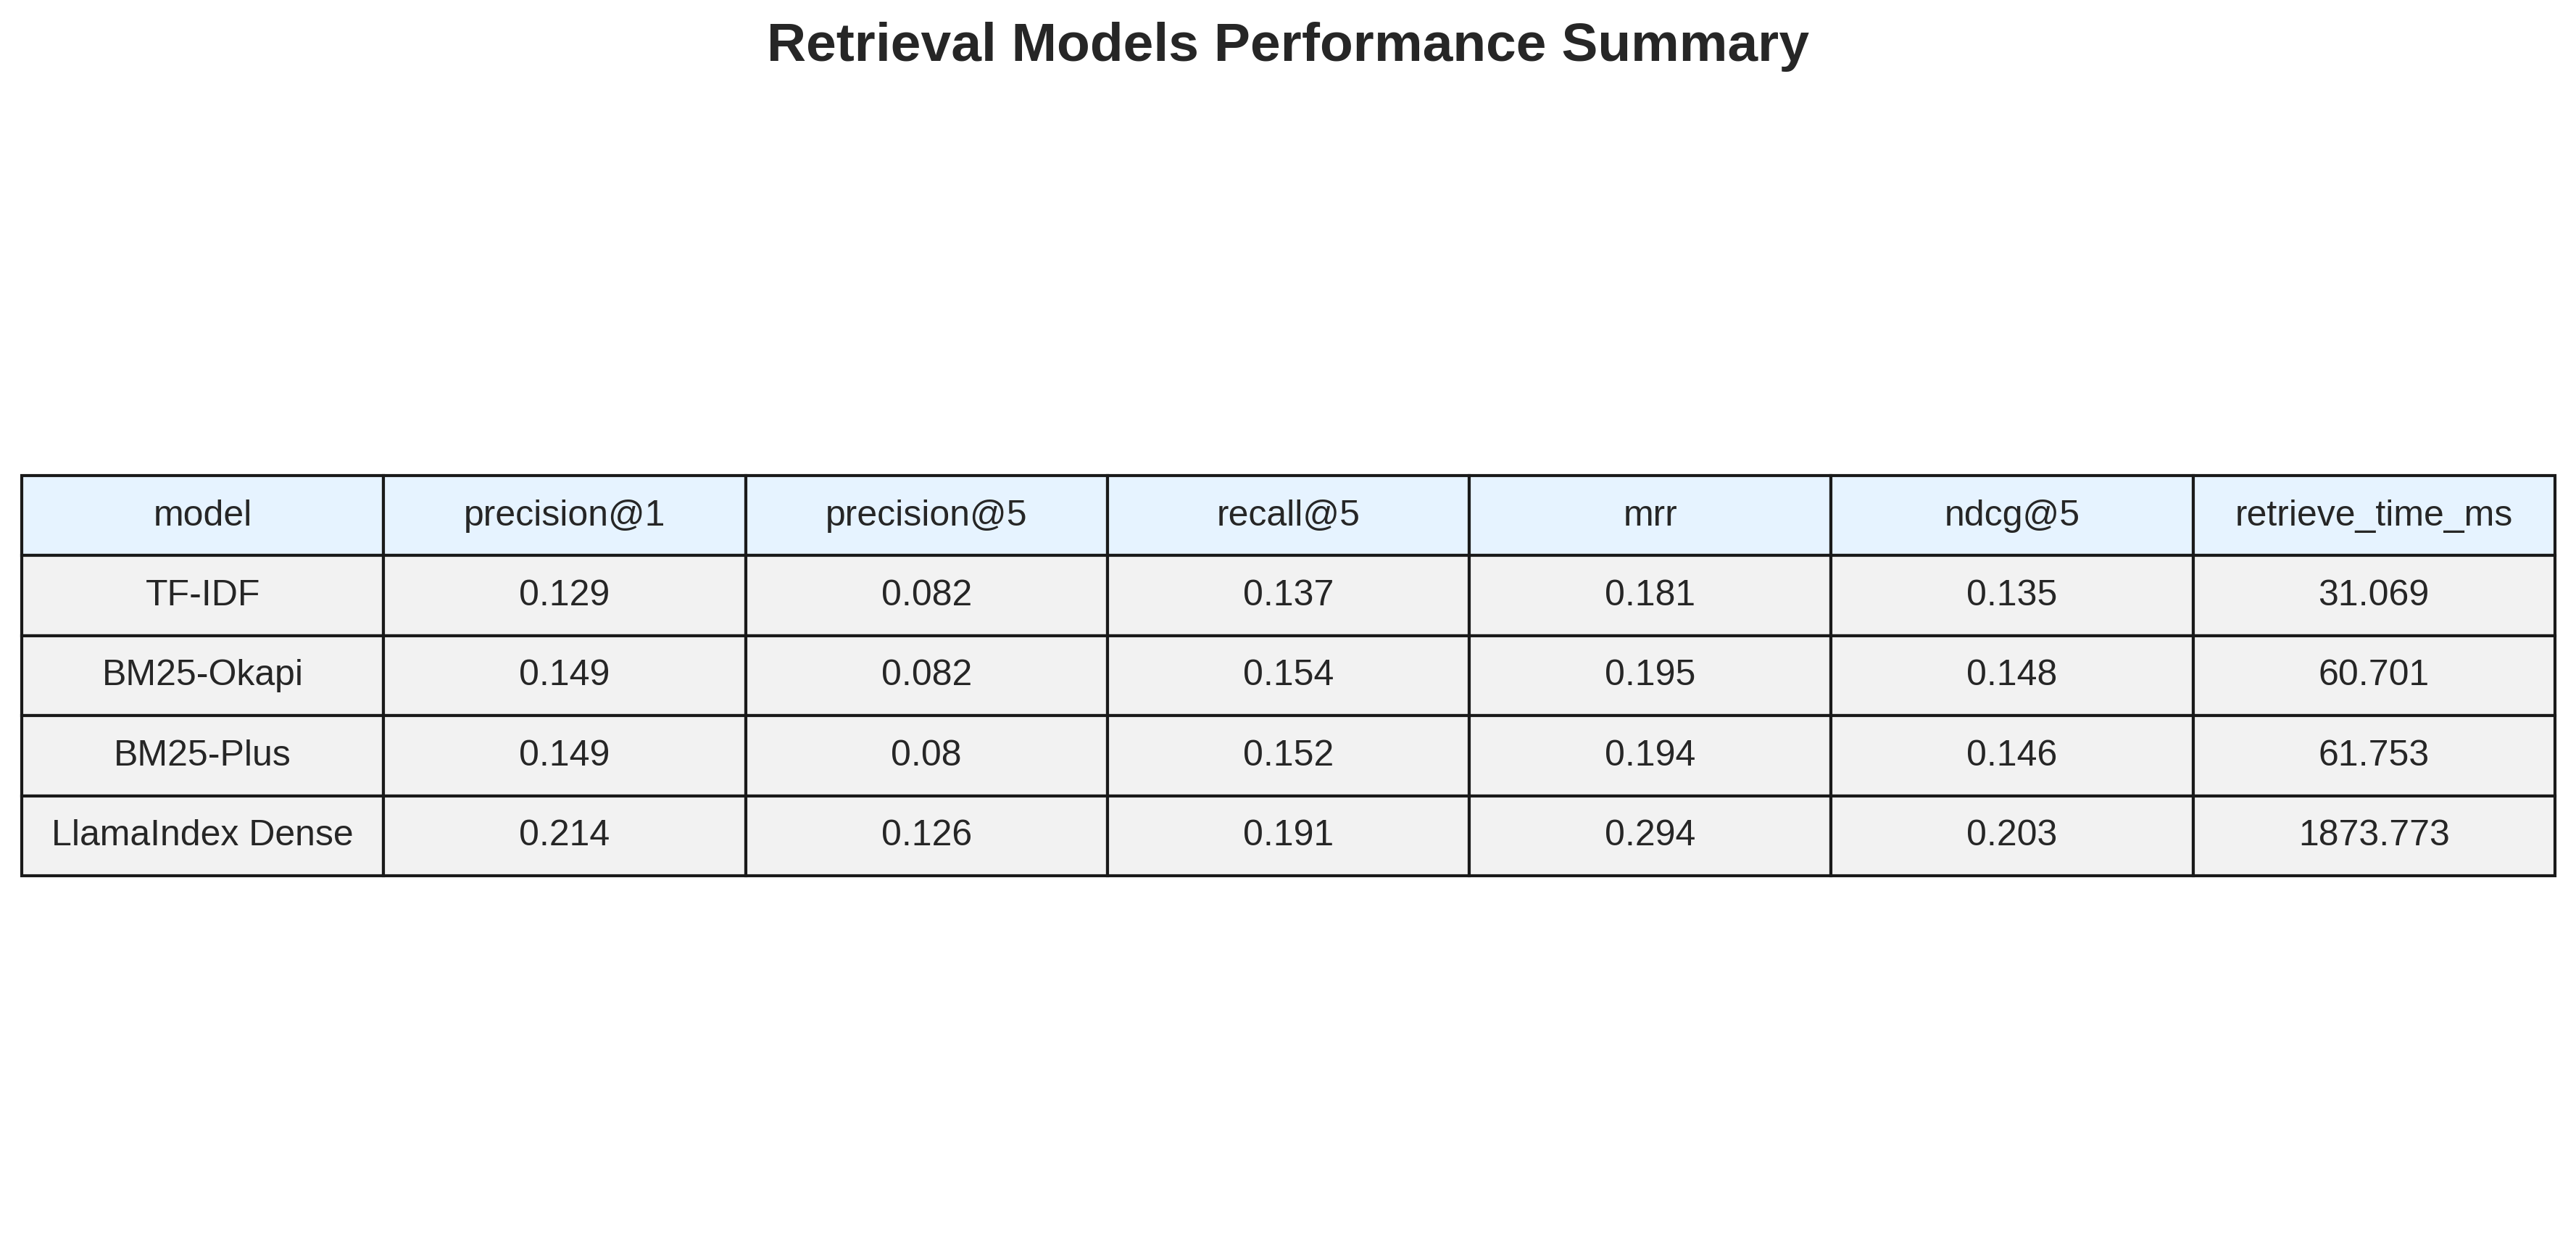 Retrieval Models Performance Summary
model precision@1 precision@5 recall@5 mrr ndcg@5 retrieve_time_ms
TF-IDF 0.129 0.082 0.137 0.181 0.135 31.069
BM25-Okapi 0.149 0.082 0.154 0.195 0.148 60.701
BM25-Plus 0.149 0.08 0.152 0.194 0.146 61.753
LlamaIndex Dense 0.214 0.126 0.191 0.294 0.203 1873.773